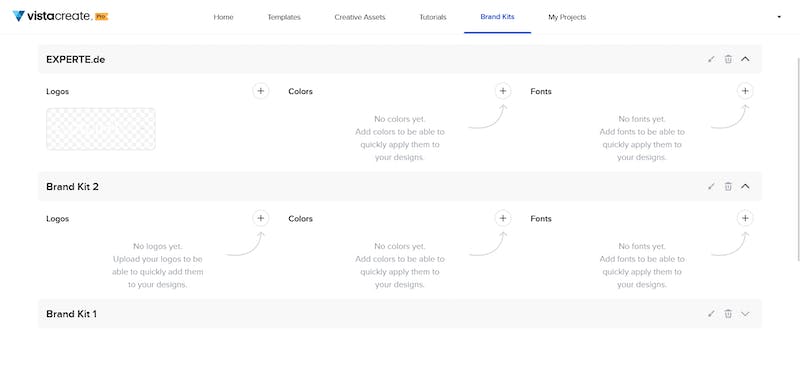 vistacreate. Pro
Home Templates Creative Assets Tutorials Brand Kits My Projects
EXPERTE.de
Logos Colors Fonts
No colors yet.
Add colors to be able to
quickly apply them to
your designs.
No fonts yet.
Add fonts to be able to
quickly apply them to
your designs.
Brand Kit 2
Logos Colors Fonts
No logos yet.
Upload your logos to be
able to quickly add them
to your designs.
No colors yet.
Add colors to be able to
quickly apply them to
your designs.
No fonts yet.
Add fonts to be able to
quickly apply them to
your designs.
Brand Kit 1